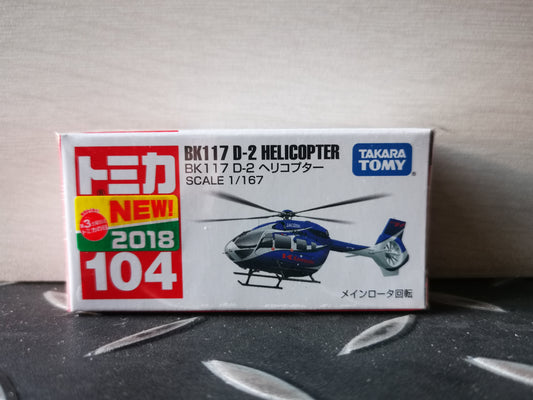 トミカ
NEW!
2018
104
BK117 D-2 HELICOPTER
BK117 D-2 ヘリコプター
SCALE 1/167
TAKARA
TOMY
メインロータ回転